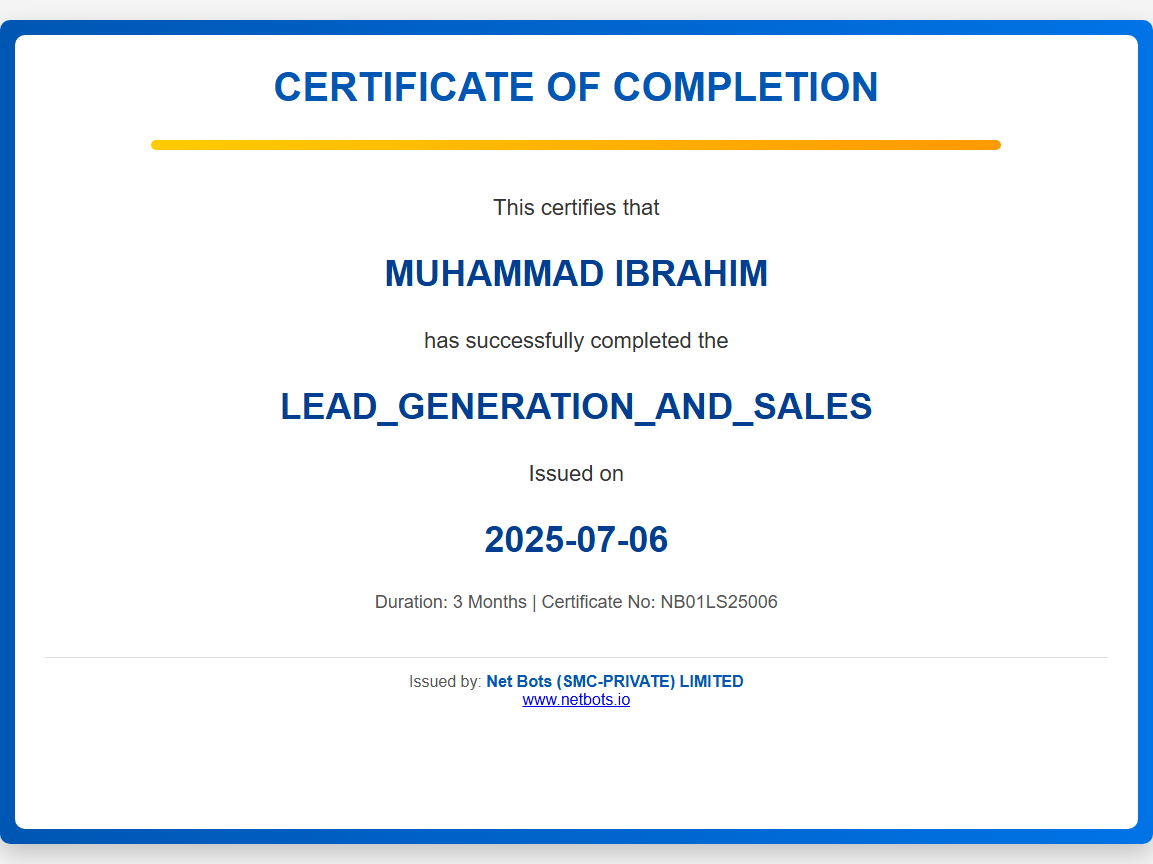 CERTIFICATE OF COMPLETION
This certifies that
MUHAMMAD IBRAHIM
has successfully completed the
LEAD_GENERATION_AND_SALES
Issued on
2025-07-06
Duration: 3 Months | Certificate No: NB01LS25006
Issued by: Net Bots (SMC-PRIVATE) LIMITED
www.netbots.io